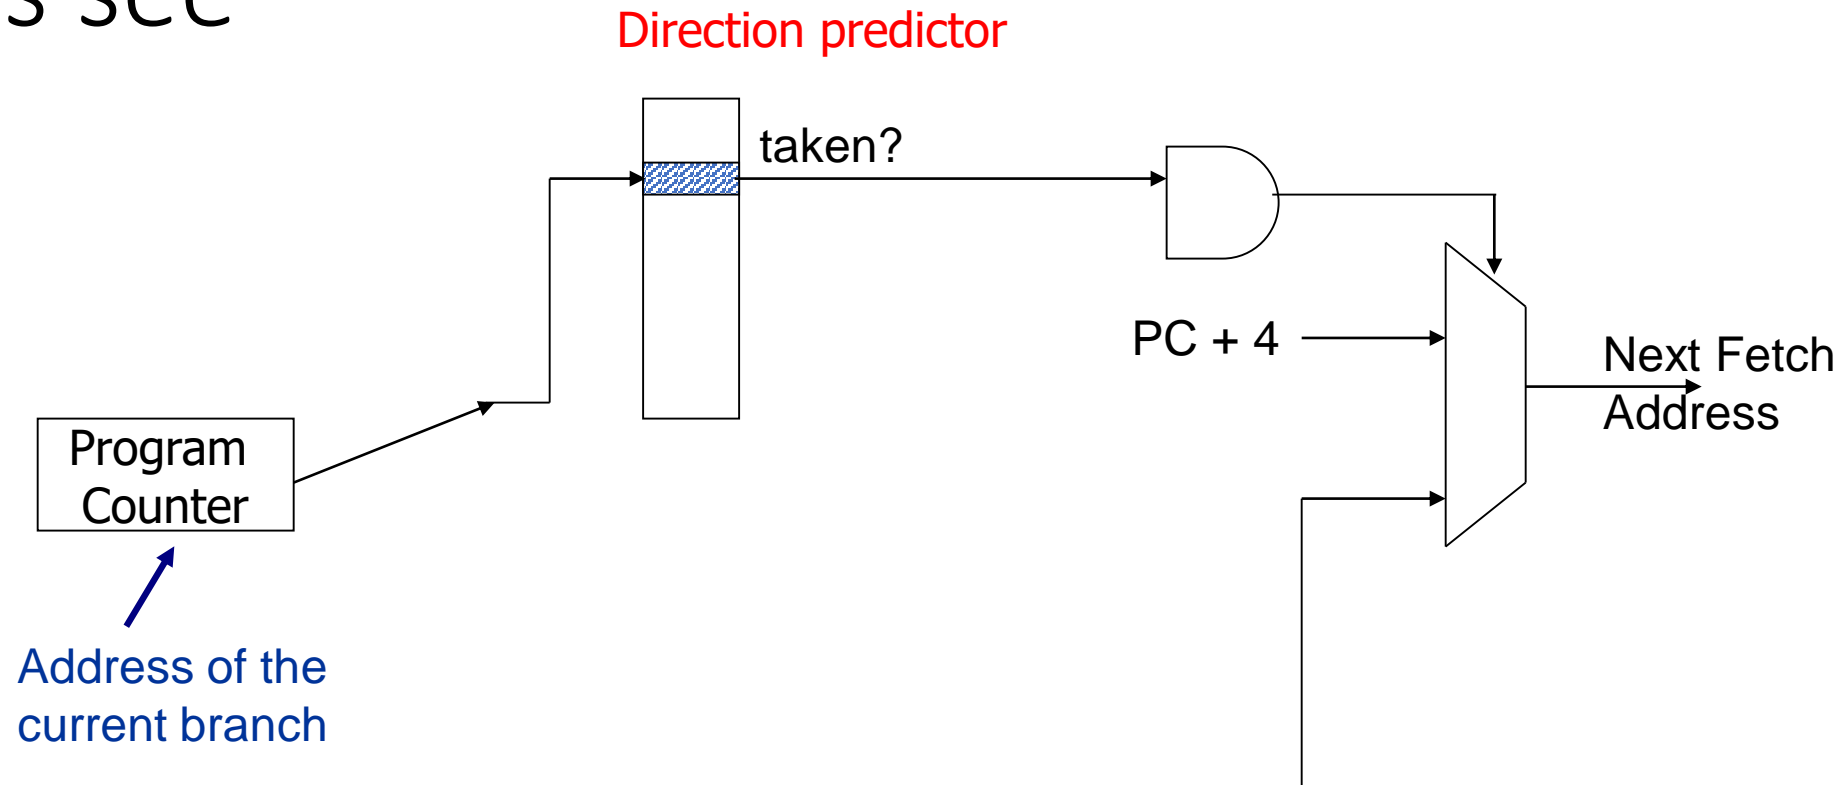 Direction predictor
taken?
PC + 4
Next Fetch
Address
Program
Counter
Address of the
current branch